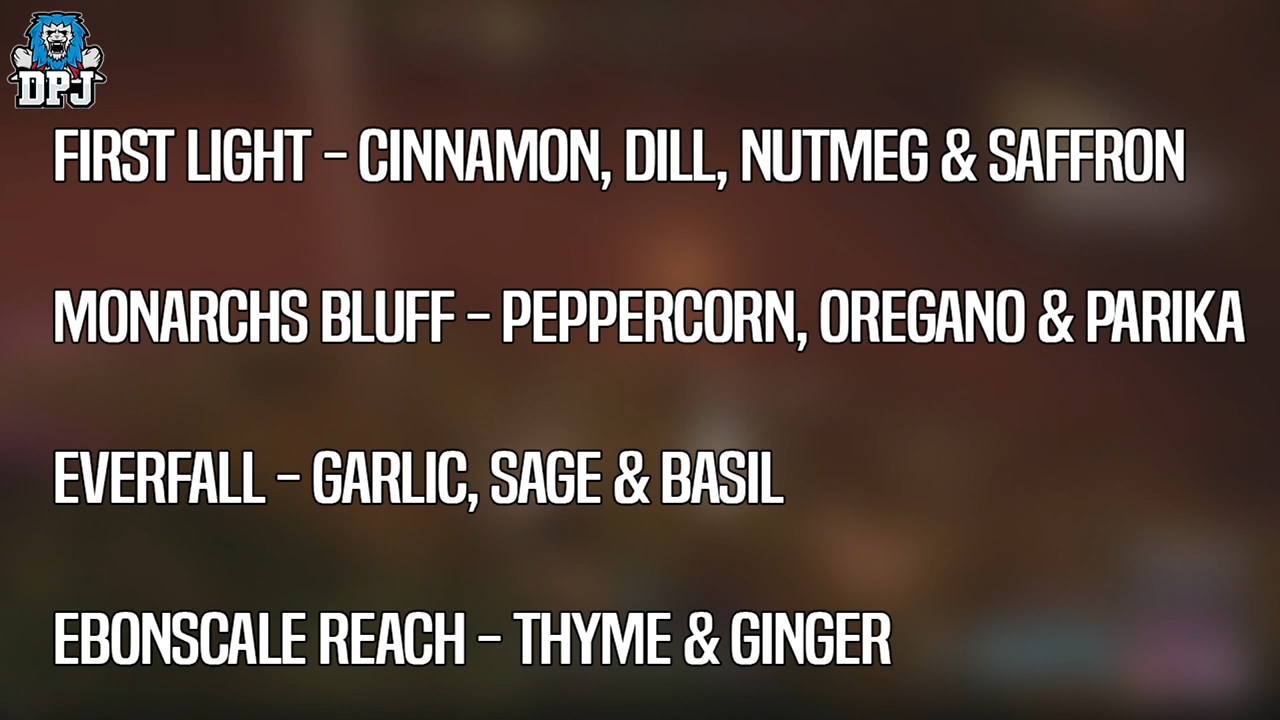 DPJ
FIRST LIGHT - CINNAMON, DILL, NUTMEG & SAFFRON
MONARCHS BLUFF - PEPPERCORN, OREGANO & PARIKA
EVERFALL - GARLIC, SAGE & BASIL
EBONSCALE REACH - THYME & GINGER